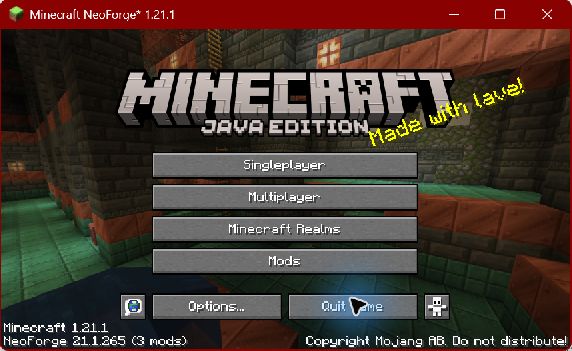 Minecraft NeoForge* 1.21.1
MINECRAFT
JAVA EDITION
Made with lave!
Singleplayer
Multiplayer
Minecraft Realms
Mods
Options...
Quit ame
Minecraft 1.21.1
NeoForge 21.1.265 (3 mods)
Copyright Mojang AB. Do not distribute!